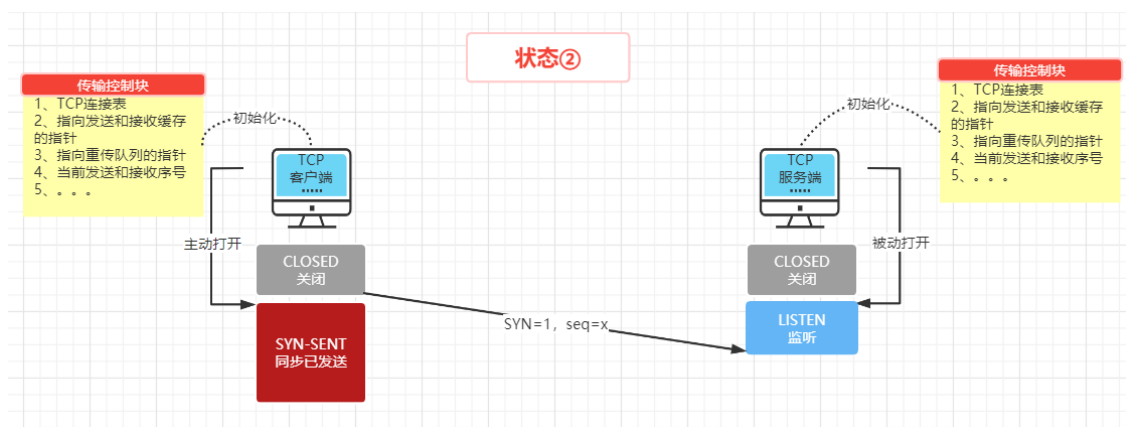 状态②
传输控制块
1、TCP连接表
2、指向发送和接收缓存
的指针
3、指向重传队列的指针
4、当前发送和接收序号
5、。。。
初始化
TCP
客户端
主动打开
CLOSED
关闭
SYN-SENT
同步已发送
SYN=1，seq=x
传输控制块
1、TCP连接表
2、指向发送和接收缓存
的指针
3、指向重传队列的指针
4、当前发送和接收序号
5、。。。
初始化
TCP
服务端
被动打开
CLOSED
关闭
LISTEN
监听